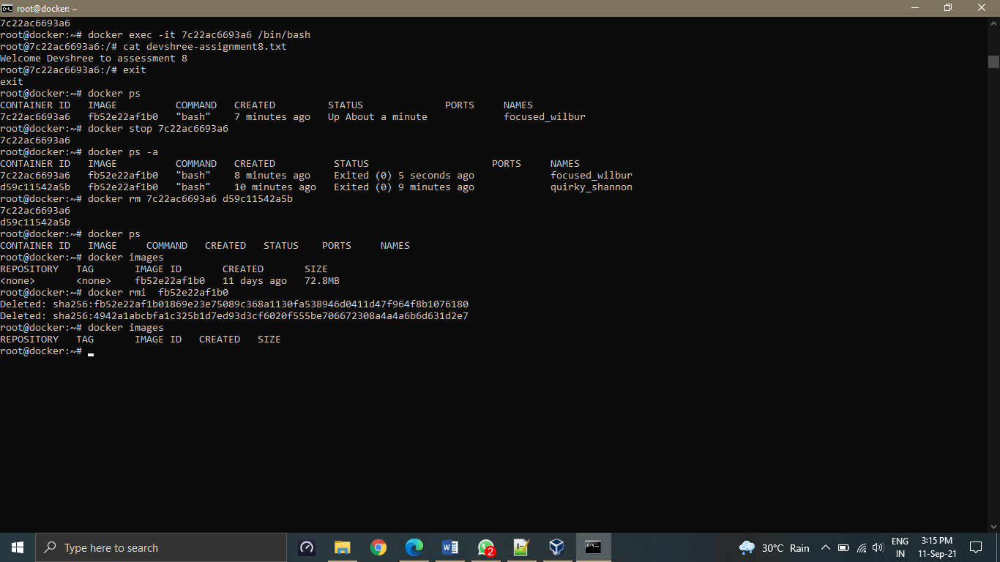 root@docker: ~
7c22ac6693a6
root@docker:~# docker exec -it 7c22ac6693a6 /bin/bash
root@7c22ac6693a6:/# cat devshree-assignment8.txt
Welcome Devshree to assessment 8
root@7c22ac6693a6:/# exit
exit
root@docker:~# docker ps
CONTAINER ID   IMAGE          COMMAND   CREATED         STATUS              PORTS     NAMES
7c22ac6693a6   fb52e22af1b0   "bash"    7 minutes ago   Up About a minute             focused_wilbur
root@docker:~# docker stop 7c22ac6693a6
7c22ac6693a6
root@docker:~# docker ps -a
CONTAINER ID   IMAGE          COMMAND   CREATED          STATUS                     PORTS     NAMES
7c22ac6693a6   fb52e22af1b0   "bash"    8 minutes ago    Exited (0) 5 seconds ago             focused_wilbur
d59c11542a5b   fb52e22af1b0   "bash"    10 minutes ago   Exited (0) 9 minutes ago             quirky_shannon
root@docker:~# docker rm 7c22ac6693a6 d59c11542a5b
7c22ac6693a6
d59c11542a5b
root@docker:~# docker ps
CONTAINER ID   IMAGE     COMMAND   CREATED   STATUS    PORTS     NAMES
root@docker:~# docker images
REPOSITORY   TAG       IMAGE ID       CREATED       SIZE
<none>       <none>    fb52e22af1b0   11 days ago   72.8MB
root@docker:~# docker rmi  fb52e22af1b0
Deleted: sha256:fb52e22af1b01869e23e75089c368a1130fa538946d0411d47f964f8b1076180
Deleted: sha256:4942a1abcbfa1c325b1d7ed93d3cf6020f555be706672308a4a4a6b6d631d2e7
root@docker:~# docker images
REPOSITORY   TAG       IMAGE ID   CREATED   SIZE
root@docker:~#
Type here to search
2
30°C Rain
ENG
IN
3:15 PM
11-Sep-21